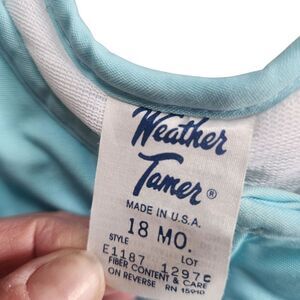 Weather
Tamer®
MADE IN U.S.A.
18 MO.
STYLE LOT
E1187 1297c
FIBER CONTENT & CARE
ON REVERSE RN 15910